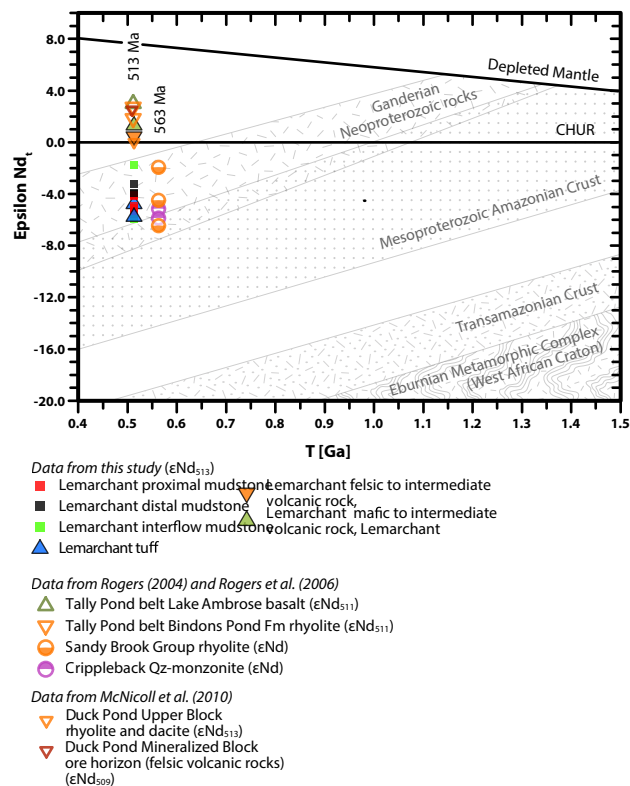 8.0
4.0
0.0
-4.0
-8.0
-12.0
-16.0
-20.0
Epsilon Ndt
513 Ma
563 Ma
Depleted Mantle
Ganderian
Neoproterozoic rocks
CHUR
Mesoproterozoic Amazonian Crust
Transamazonian Crust
Eburnian Metamorphic Complex
(West African Craton)
0.4 0.5 0.6 0.7 0.8 0.9 1.0 1.1 1.2 1.3 1.4 1.5
T [Ga]
Data from this study (εNd513)
Lemarchant proximal mudstone
Lemarchant distal mudstone
Lemarchant interflow mudstone
Lemarchant tuff
Lemarchant felsic to intermediate
volcanic rock,
Lemarchant mafic to intermediate
volcanic rock, Lemarchant
Data from Rogers (2004) and Rogers et al. (2006)
Tally Pond belt Lake Ambrose basalt (εNd511)
Tally Pond belt Bindons Pond Fm rhyolite (εNd511)
Sandy Brook Group rhyolite (εNd)
Crippleback Qz-monzonite (εNd)
Data from McNicoll et al. (2010)
Duck Pond Upper Block
rhyolite and dacite (εNd513)
Duck Pond Mineralized Block
ore horizon (felsic volcanic rocks)
(εNd509)